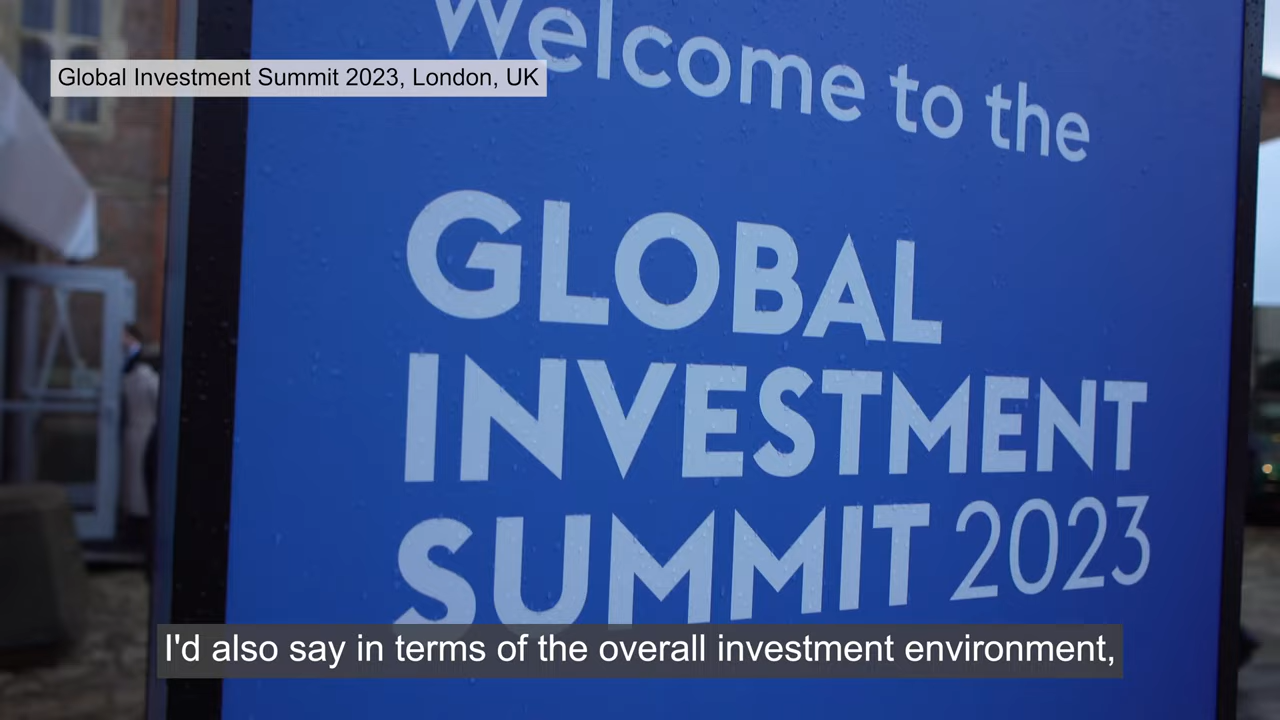 Global Investment Summit 2023, London, UK
Welcome to the
GLOBAL
INVESTMENT
SUMMIT 2023
I'd also say in terms of the overall investment environment,